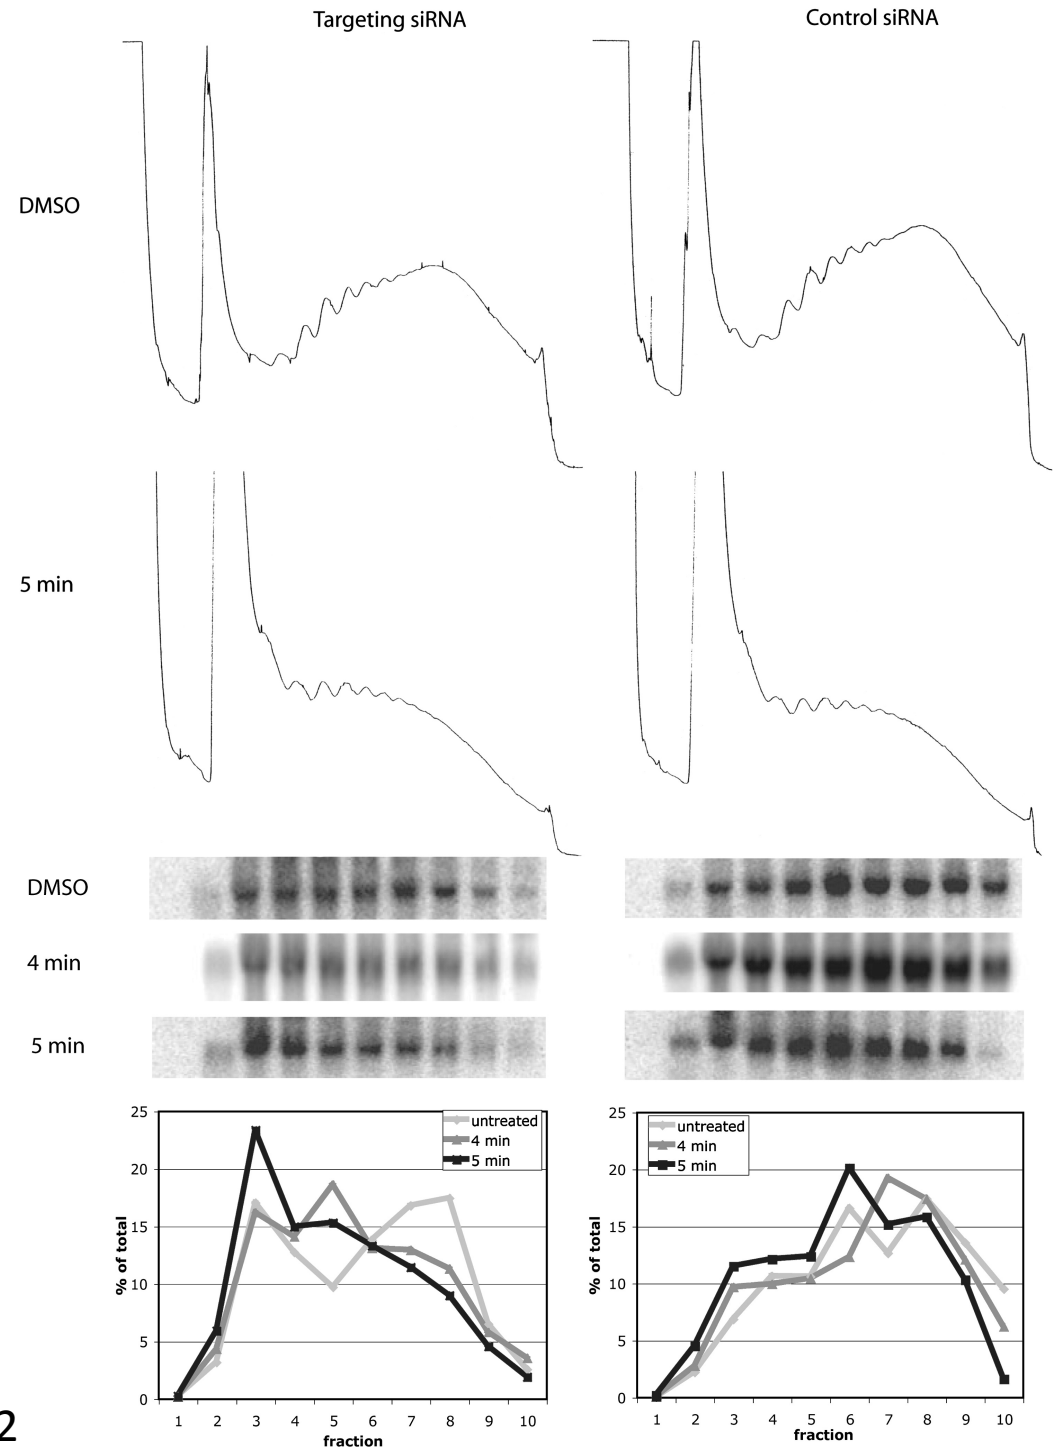 Targeting siRNA
Control siRNA
DMSO
5 min
DMSO
4 min
5 min
25
20
15
10
5
0
% of total
untreated
4 min
5 min
1 2 3 4 5 6 7 8 9 10
fraction
25
20
15
10
5
0
% of total
untreated
4 min
5 min
1 2 3 4 5 6 7 8 9 10
fraction
2